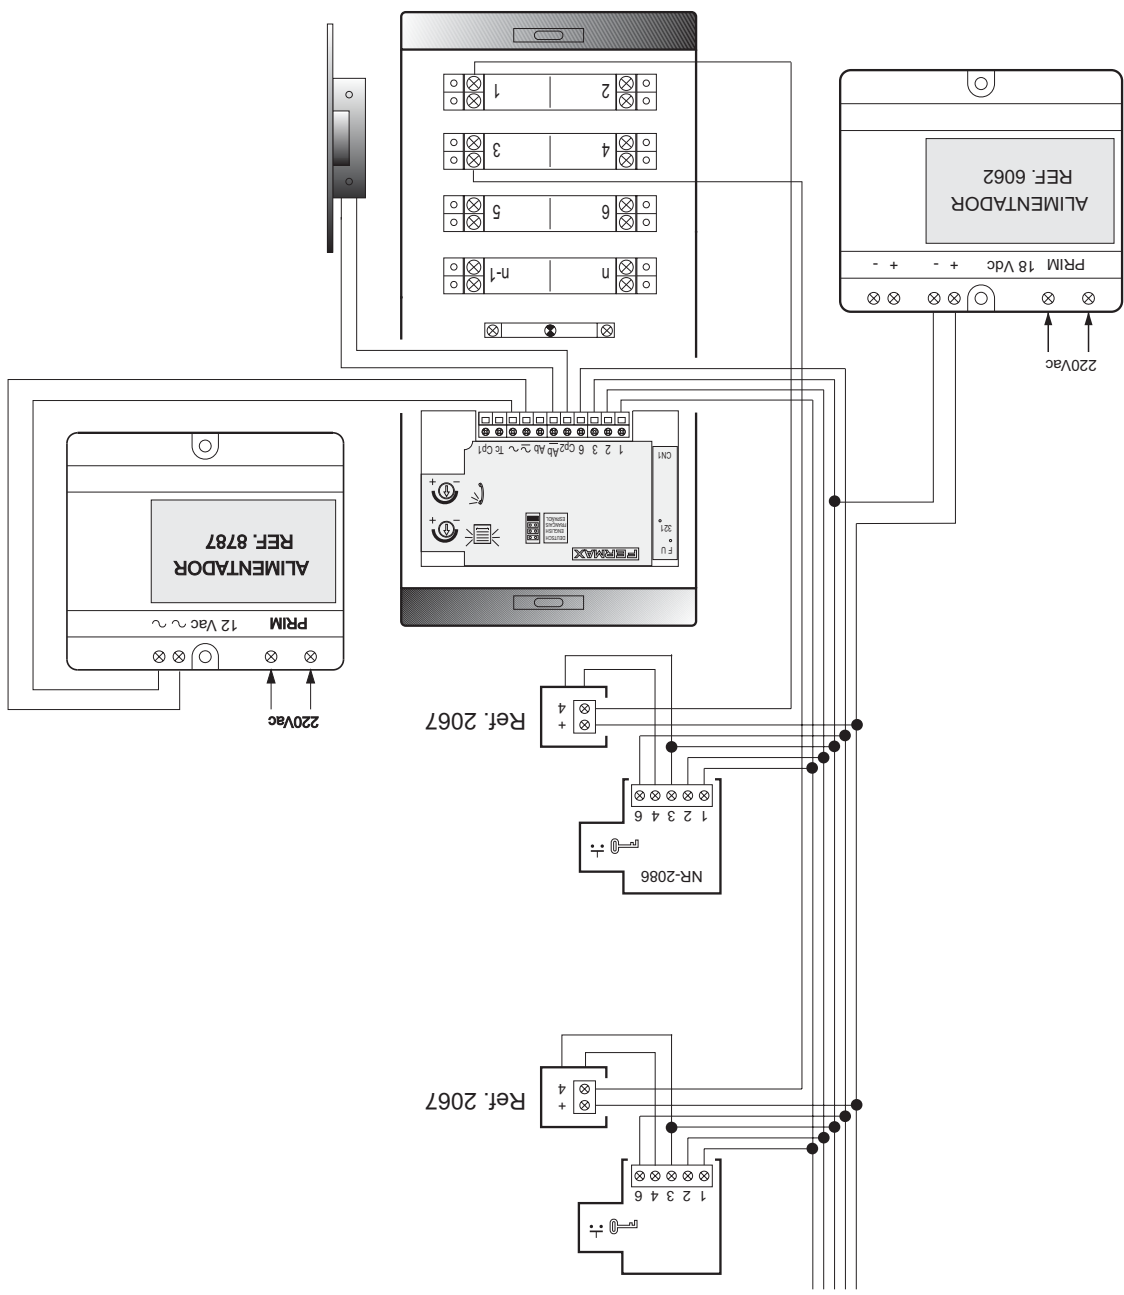 1 2 3 4 6
+
4
Ref. 2067
NR-2086
1 2 3 4 6
+
4
Ref. 2067
220Vac
PRIM 12 Vac ~ ~
ALIMENTADOR
REF. 8787
FERMAX
F U
321
CN1
DEUTSCH
ENGLISH
FRANÇAIS
ESPAÑOL
- +
- +
1 2 3 6 Cp2 Ab Ab ~ ~ Tc Cp1
220Vac
PRIM 18 Vdc + - + -
ALIMENTADOR
REF. 6062
n n-1
6 5
4 3
2 1